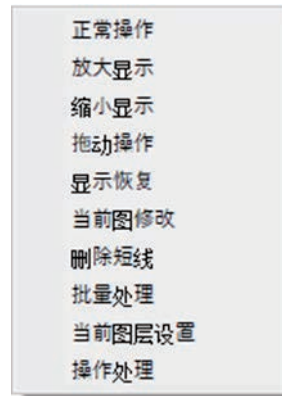 正常操作
放大显示
缩小显示
拖动操作
显示恢复
当前图修改
删除短线
批量处理
当前图层设置
操作处理